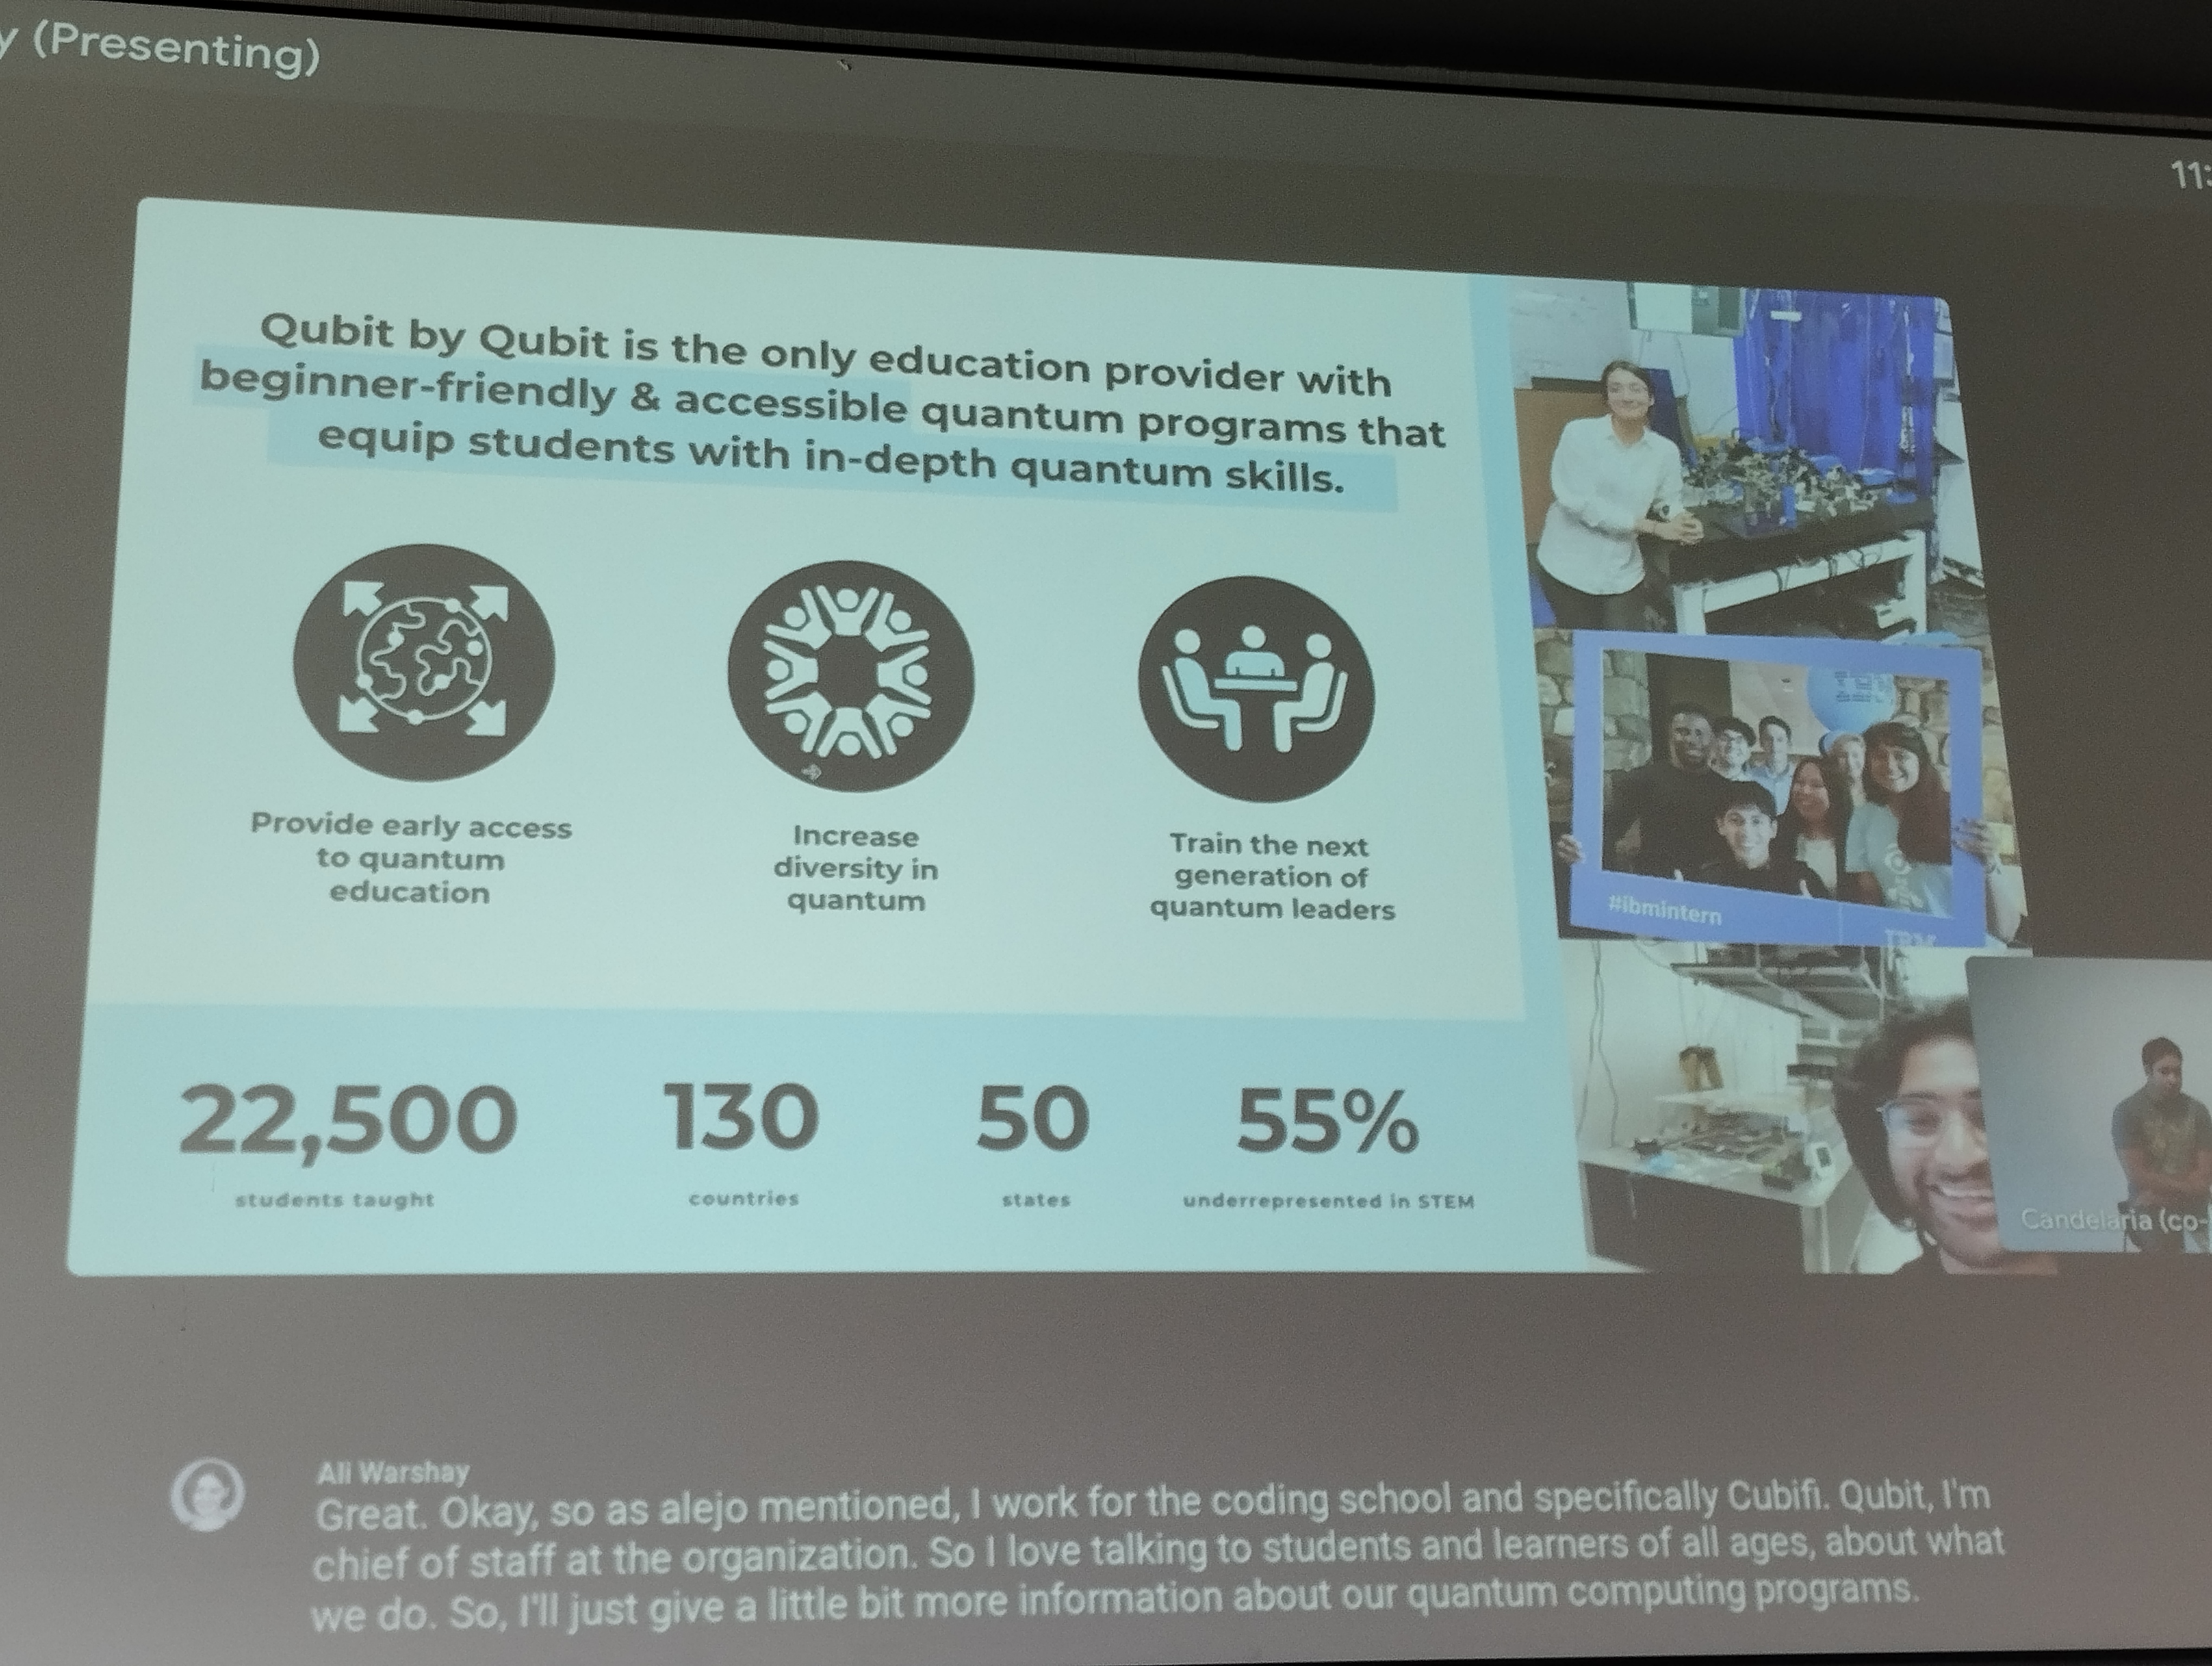 y (Presenting)
11:
Qubit by Qubit is the only education provider with
beginner-friendly & accessible quantum programs that
equip students with in-depth quantum skills.
Provide early access
to quantum
education
Increase
diversity in
quantum
Train the next
generation of
quantum leaders
#ibmintern
IBM
22,500
students taught
130
countries
50
states
55%
underrepresented in STEM
Candelaria (co-
Ali Warshay
Great. Okay, so as alejo mentioned, I work for the coding school and specifically Cubifi. Qubit, I'm
chief of staff at the organization. So I love talking to students and learners of all ages, about what
we do. So, I'll just give a little bit more information about our quantum computing programs.